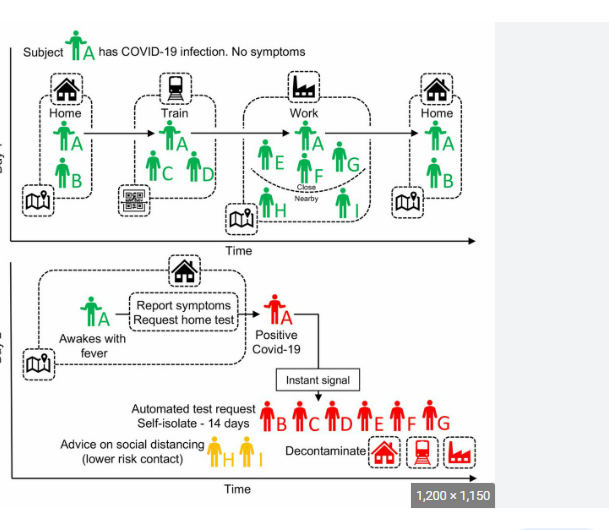 Subject A has COVID-19 infection. No symptoms
Home
Train
Work
Home
A
A
A
A
B
C
D
E
F
G
B
Close
Nearby
H
I
Time
A
Report symptoms
Request home test
A
Awakes with
fever
Positive
Covid-19
Instant signal
Automated test request
Self-isolate - 14 days
B
C
D
E
F
G
Advice on social distancing
(lower risk contact)
H
I
Decontaminate
Time
1,200 × 1,150